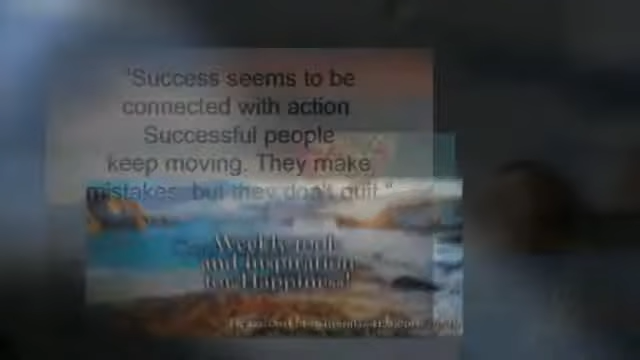 "Success seems to be
connected with action
Successful people
keep moving. They make
mistakes, but they don't quit."
Weekly tools
and inspiration
for Happiness!